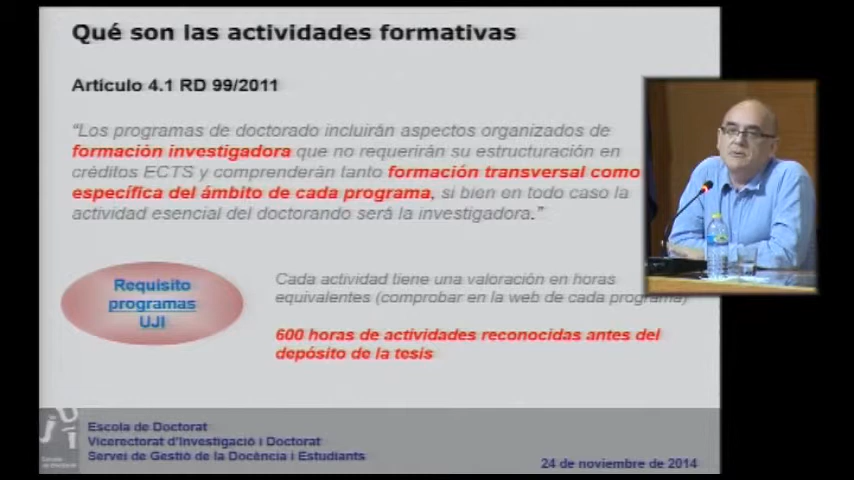 Qué son las actividades formativas
Artículo 4.1 RD 99/2011
"Los programas de doctorado incluirán aspectos organizados de
formación investigadora que no requerirán su estructuración en
créditos ECTS y comprenderán tanto formación transversal como
específica del ámbito de cada programa, si bien en todo caso la
actividad esencial del doctorando será la investigadora."
Requisito
programas
UJI
Cada actividad tiene una valoración en horas
equivalentes (comprobar en la web de cada programa)
600 horas de actividades reconocidas antes del
depósito de la tesis
Escola de Doctorat
Vicerectorat d'Investigació i Doctorat
Servei de Gestió de la Docència i Estudiants
24 de noviembre de 2014